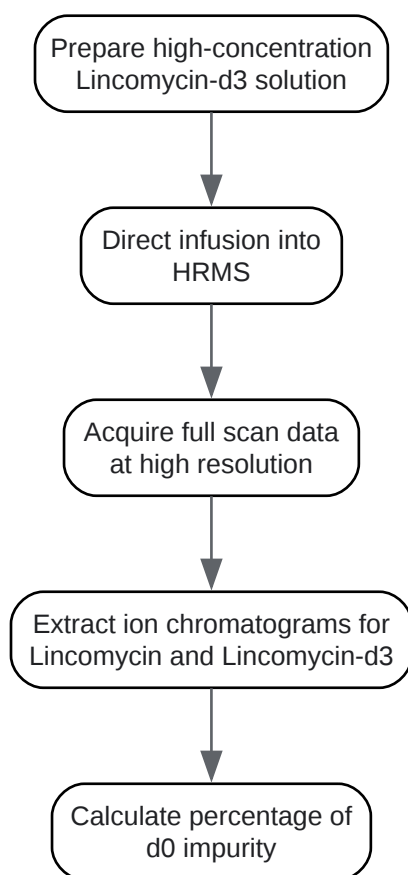 Prepare high-concentration
Lincomycin-d3 solution
Direct infusion into
HRMS
Acquire full scan data
at high resolution
Extract ion chromatograms for
Lincomycin and Lincomycin-d3
Calculate percentage of
d0 impurity